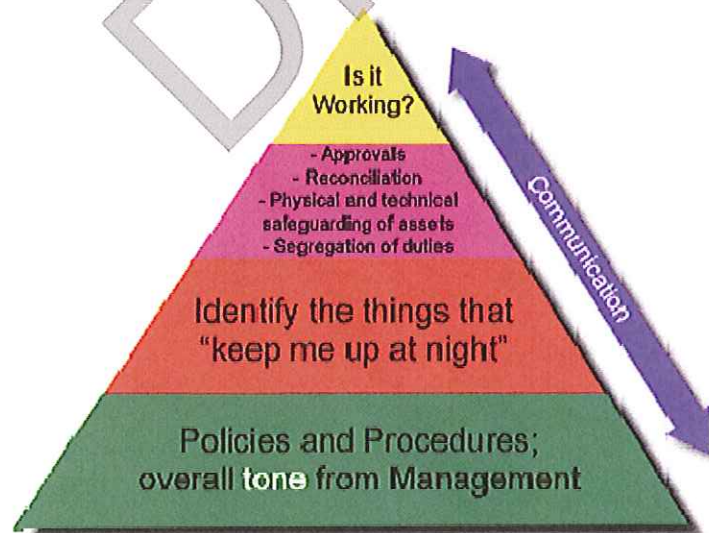 Is it
Working?
- Approvals
- Reconciliation
- Physical and technical
safeguarding of assets
- Segregation of duties
Communication
Identify the things that
"keep me up at night"
Policies and Procedures;
overall tone from Management